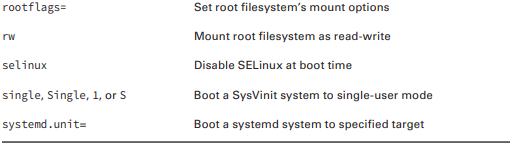 rootflags= Set root filesystem’s mount options
rw Mount root filesystem as read-write
selinux Disable SELinux at boot time
single, Single, 1, or S Boot a SysVinit system to single-user mode
systemd.unit= Boot a systemd system to specified target